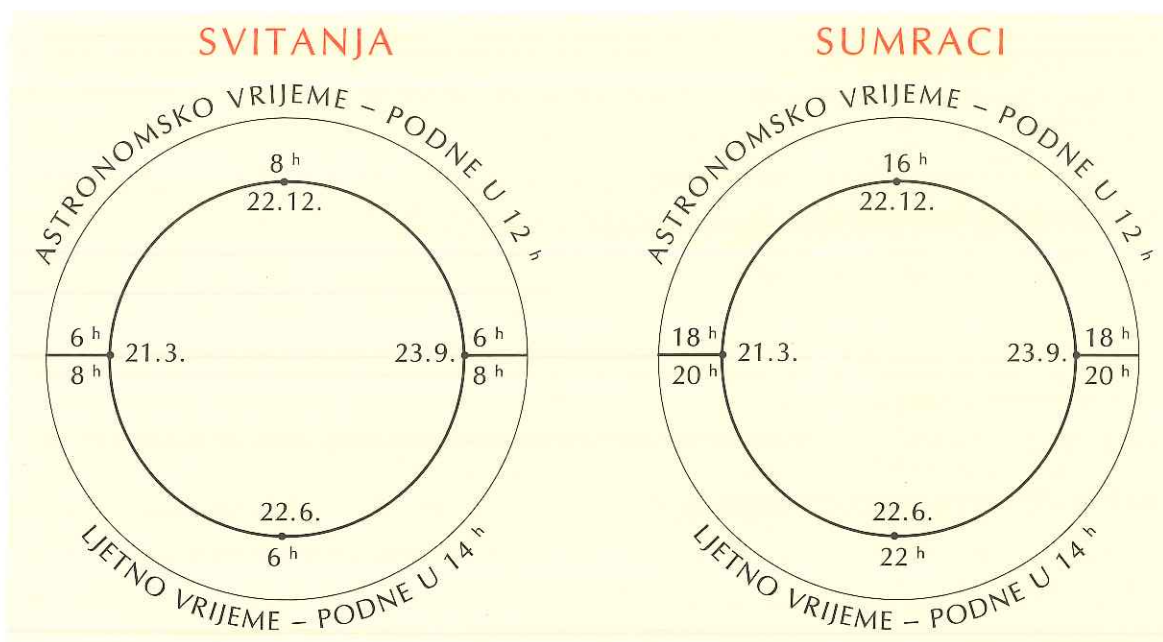 SVITANJA
ASTRONOMSKO VRIJEME – PODNE U 12 h
8 h
22.12.
6 h
8 h
21.3.
23.9.
6 h
8 h
22.6.
6 h
LJETNO VRIJEME – PODNE U 14 h
SUMRACI
ASTRONOMSKO VRIJEME – PODNE U 12 h
16 h
22.12.
18 h
20 h
21.3.
23.9.
18 h
20 h
22.6.
22 h
LJETNO VRIJEME – PODNE U 14 h